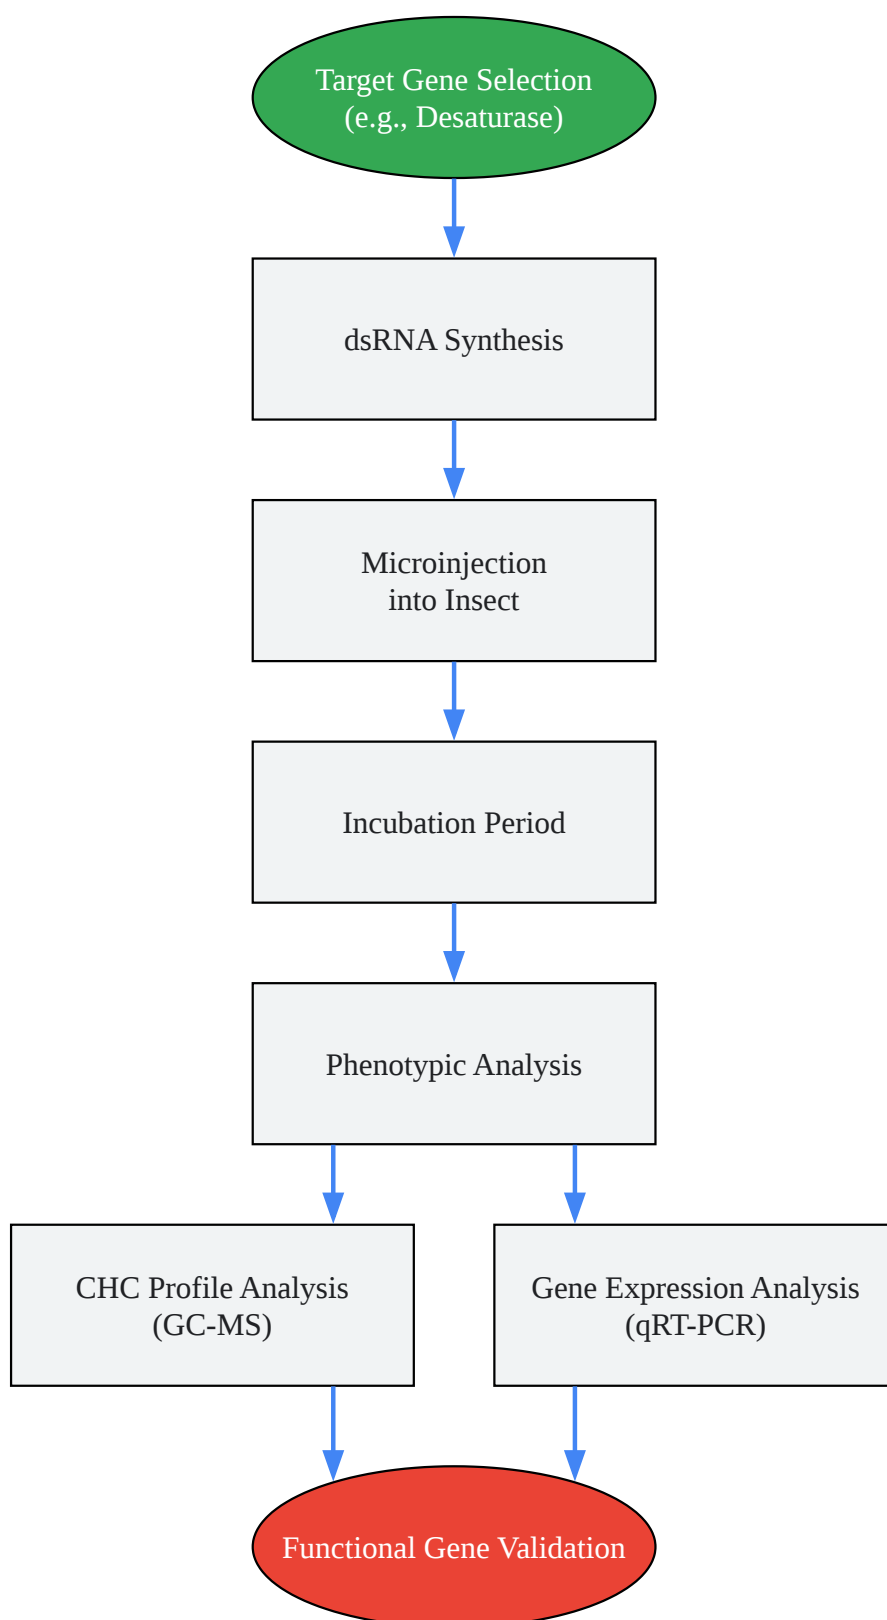 Target Gene Selection
(e.g., Desaturase)
dsRNA Synthesis
Microinjection
into Insect
Incubation Period
Phenotypic Analysis
CHC Profile Analysis
(GC-MS)
Gene Expression Analysis
(qRT-PCR)
Functional Gene Validation